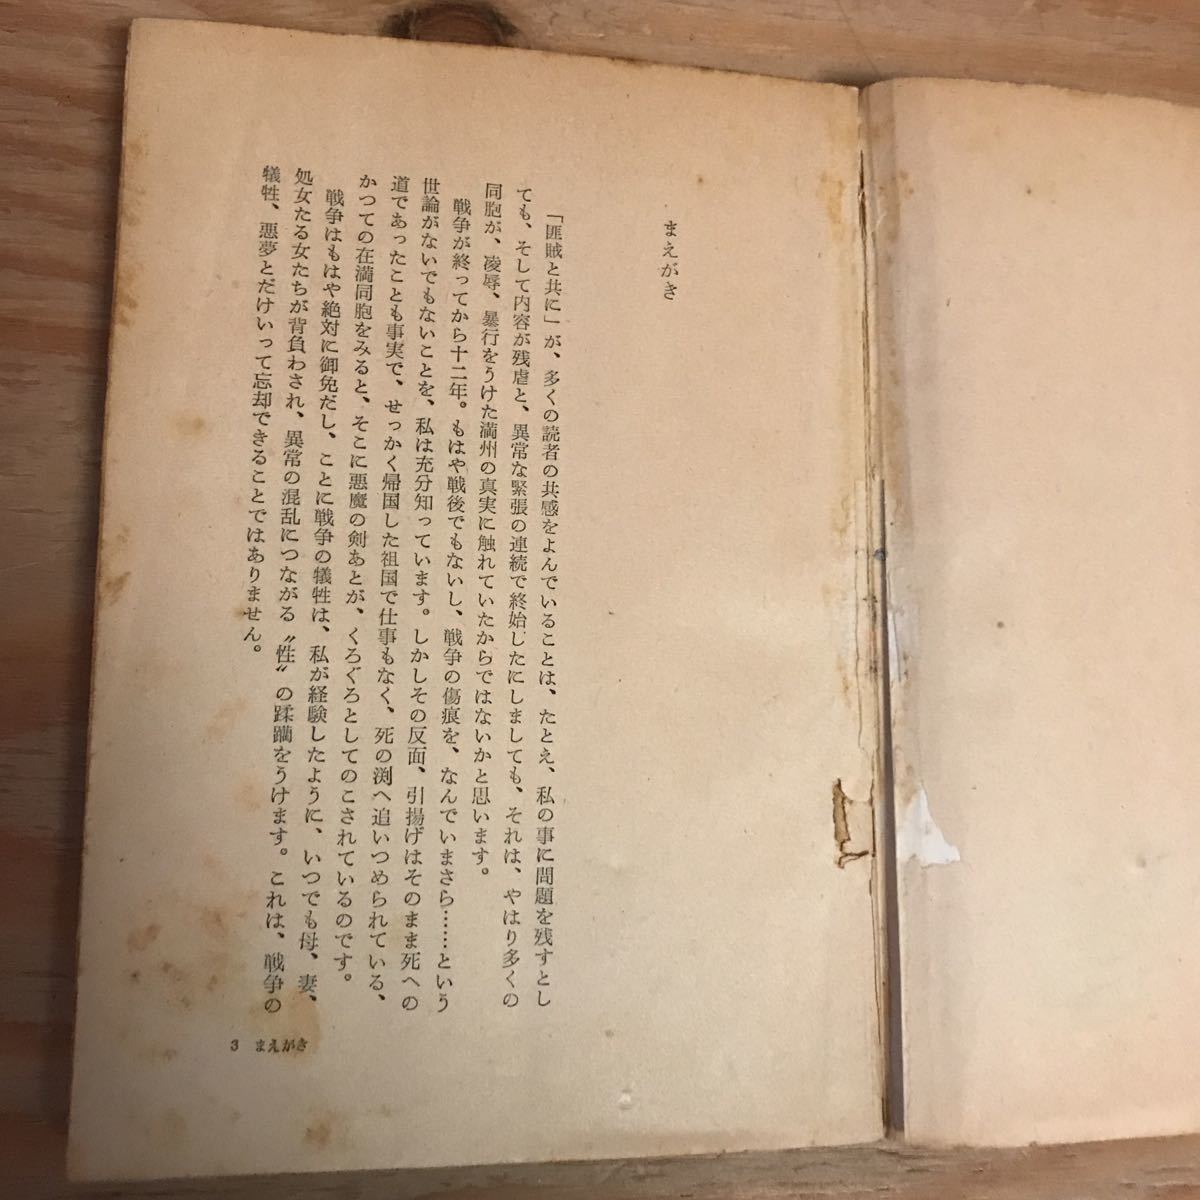 まえがき
「匪賊と共に」が、多くの読者の共感をよんでいることは、たとえ、私の事に問題を残すとし
ても、そして内容が残虐と、異常な緊張の連続で終始したにしましても、それは、やはり多くの
同胞が、凌辱、暴行をうけた満州の真実に触れていたからではないかと思います。
戦争が終ってから十二年。もはや戦後でもないし、戦争の傷痕を、なんでいまさら……という
世論がないでもないことを、私は充分知っています。しかしその反面、引揚げはそのまま死への
道であったことも事実で、せっかく帰国した祖国で仕事もなく、死の渕へ追いつめられている、
かつての在満同胞をみると、そこに悪魔の剣あとが、くろぐろとしてのこされているのです。
戦争はもはや絶対に御免だし、ことに戦争の犠牲は、私が経験したように、いつでも母、妻、
処女たる女たちが背負わされ、異常の混乱につながる〝性〟の蹂躙をうけます。これは、戦争の
犠牲、悪夢とだけいって忘却できることではありません。
3 まえがき